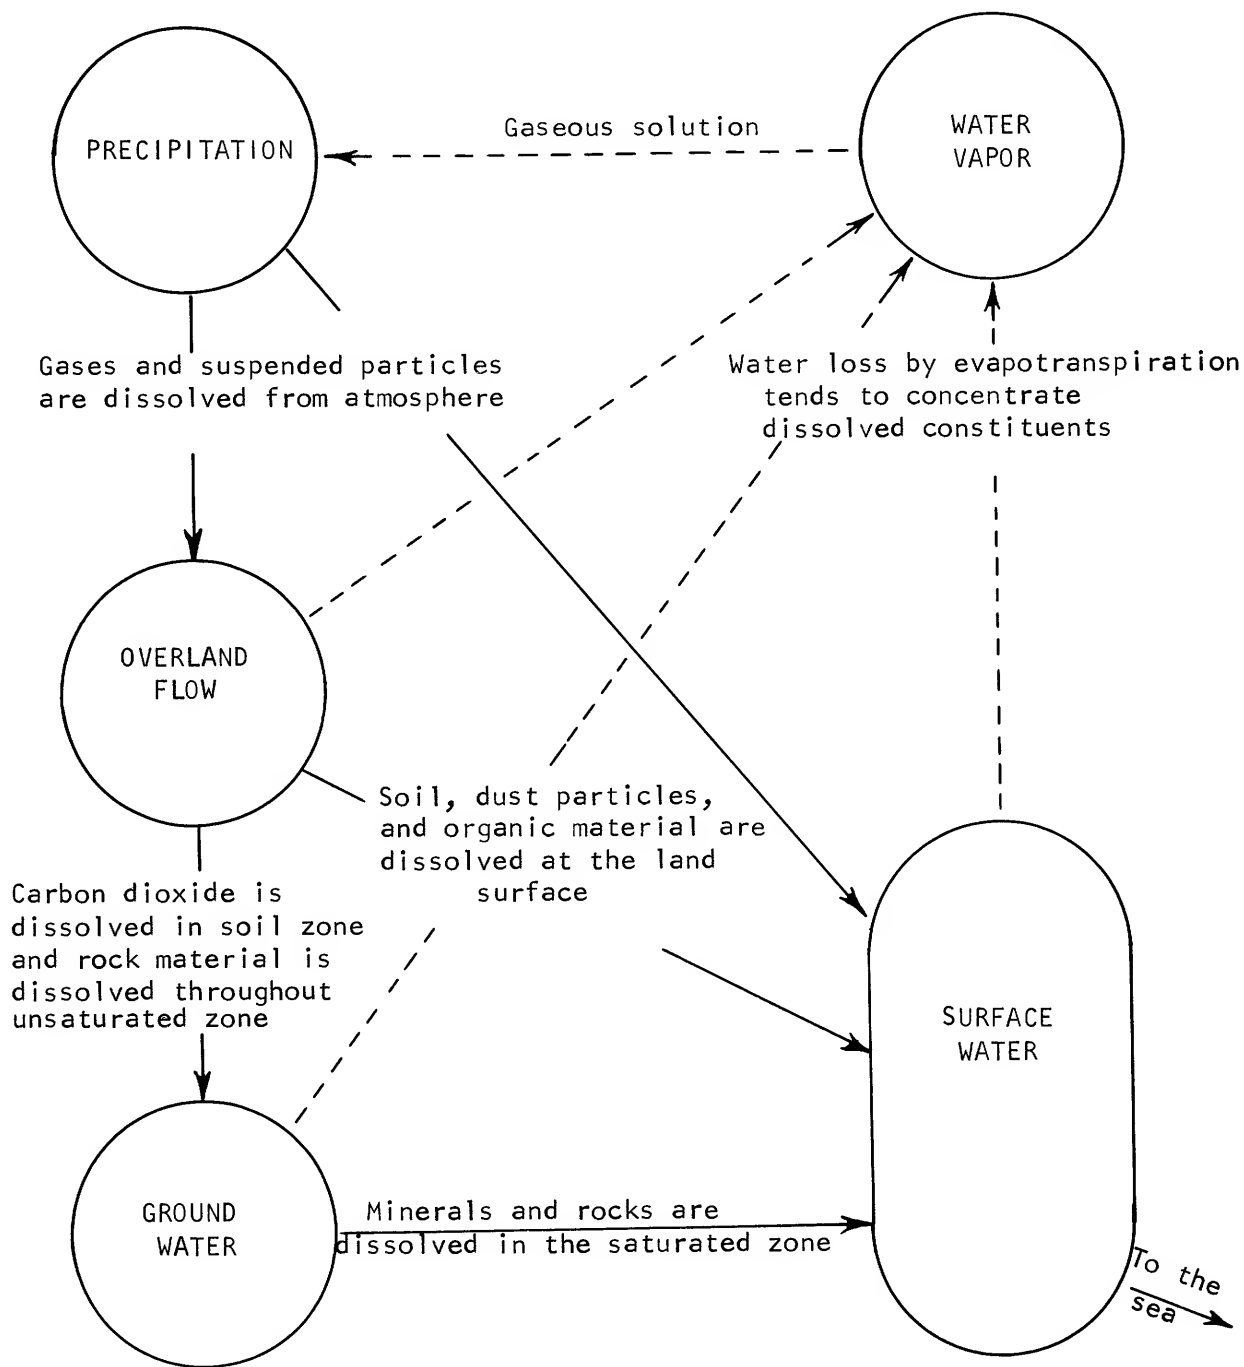 PRECIPITATION
Gaseous solution
WATER
VAPOR
Gases and suspended particles
are dissolved from atmosphere
Water loss by evapotranspiration
tends to concentrate
dissolved constituents
OVERLAND
FLOW
Soil, dust particles,
and organic material are
dissolved at the land
surface
Carbon dioxide is
dissolved in soil zone
and rock material is
dissolved throughout
unsaturated zone
SURFACE
WATER
GROUND
WATER
Minerals and rocks are
dissolved in the saturated zone
To the
sea